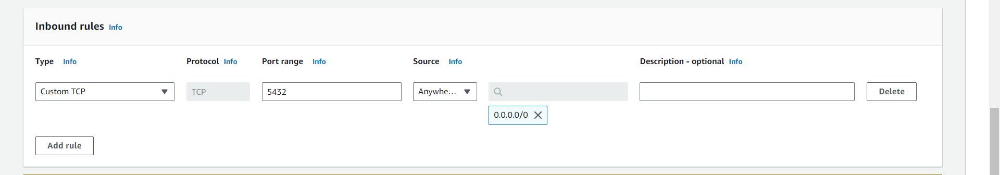 Inbound rules Info
Type Info Protocol Info Port range Info Source Info Description - optional Info
Custom TCP TCP 5432 Anywhe... Delete
0.0.0.0/0
Add rule